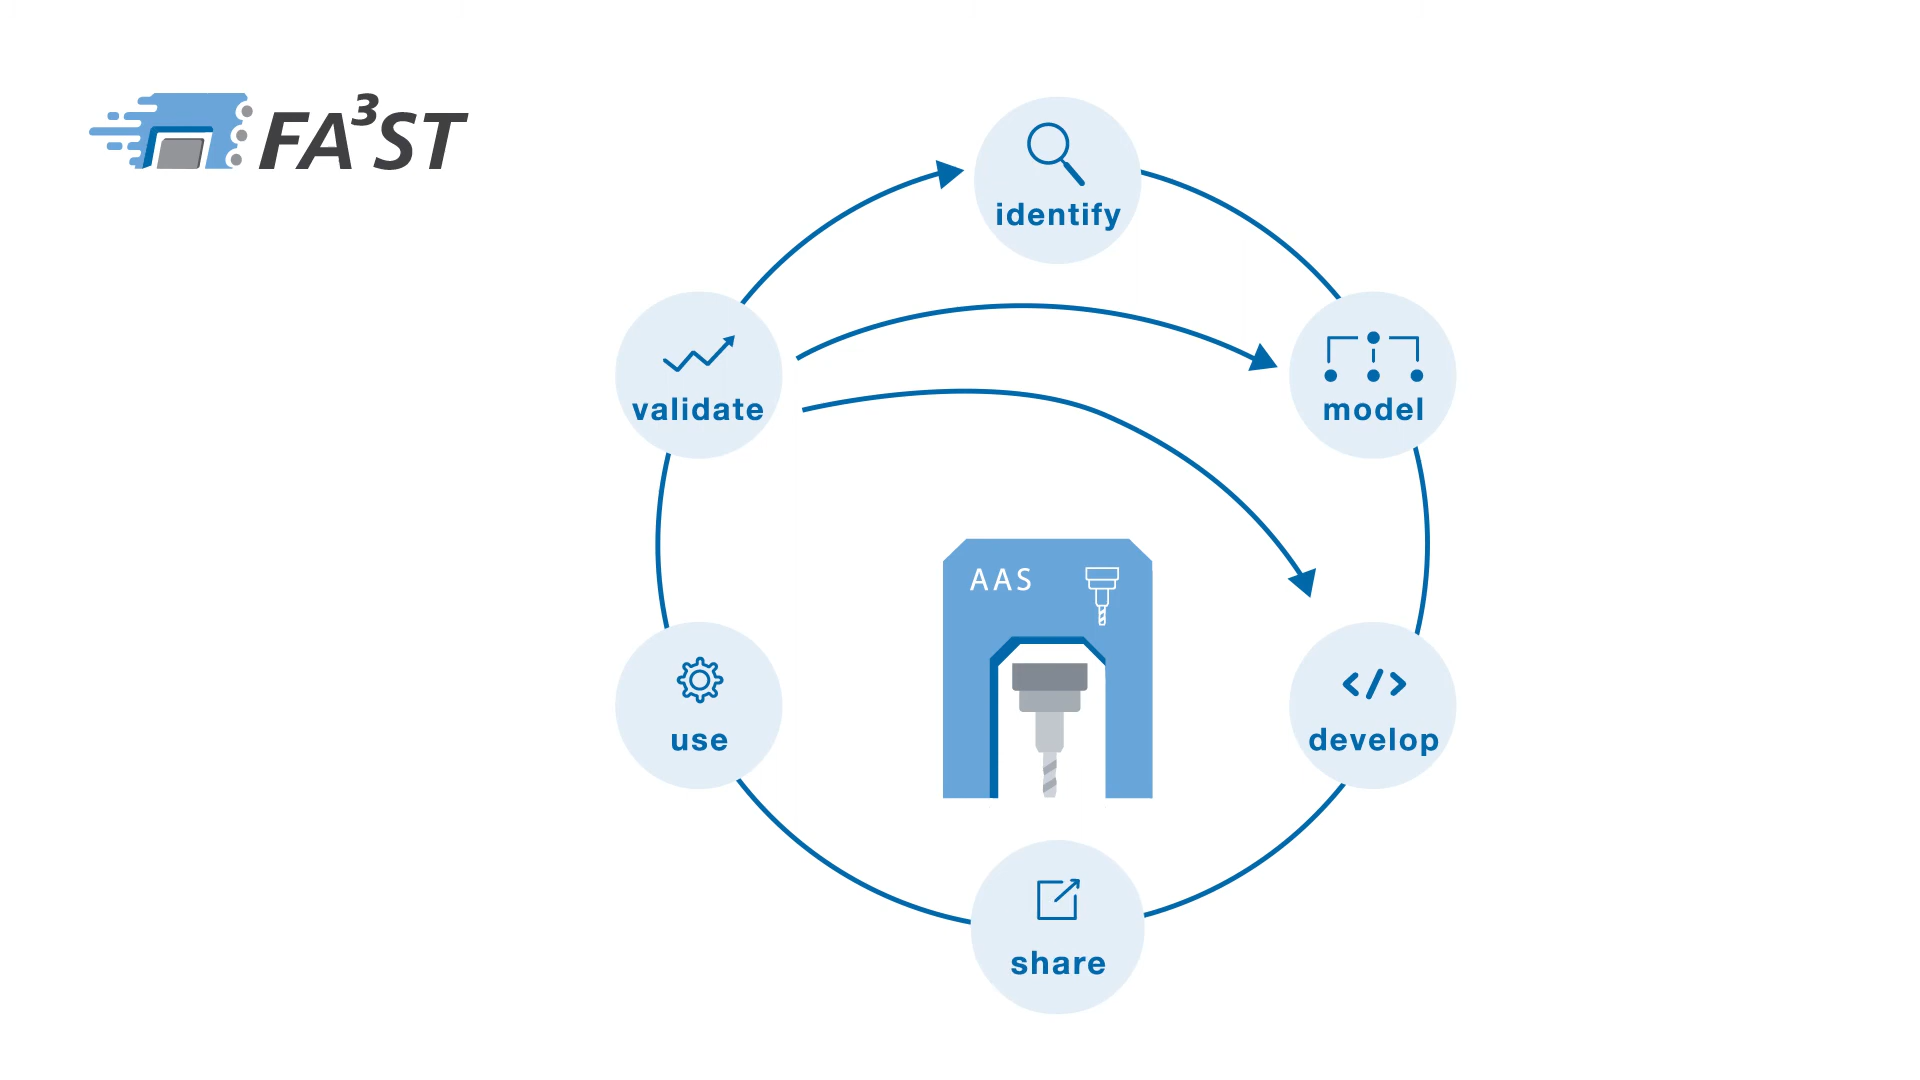 FA³ST
identify
validate
model
AAS
use
develop
share